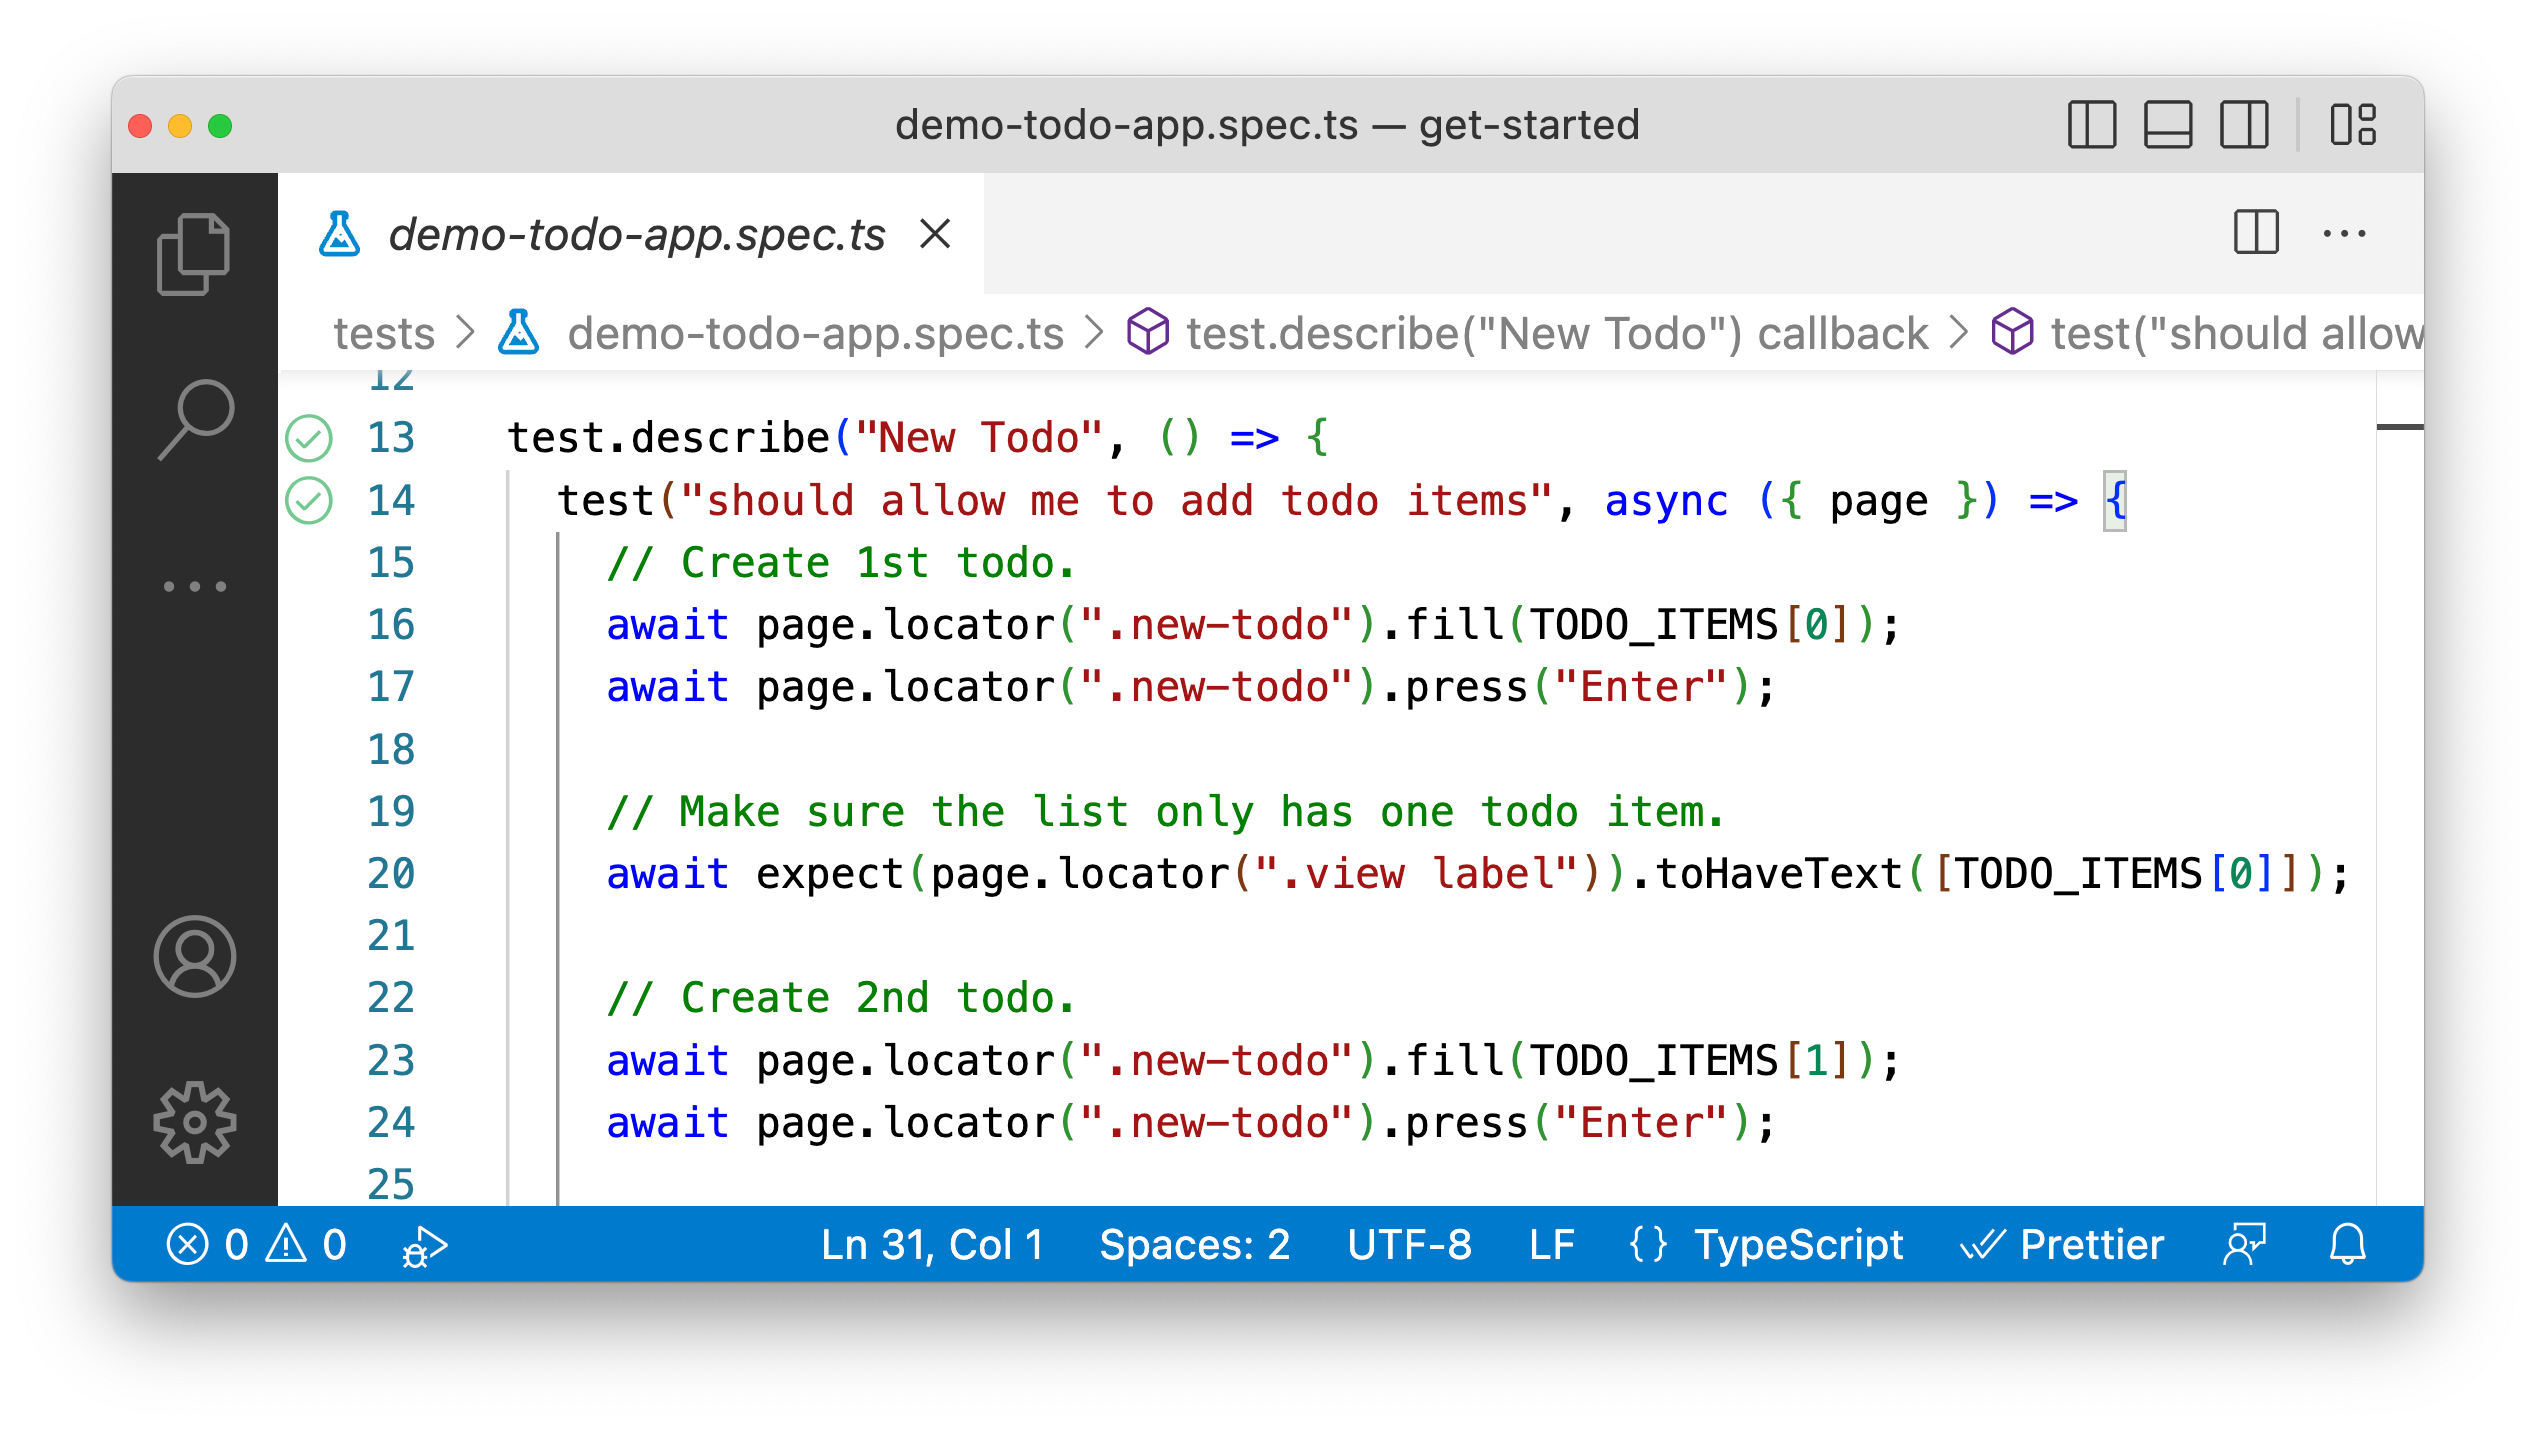 demo-todo-app.spec.ts — get-started
demo-todo-app.spec.ts
tests > demo-todo-app.spec.ts > test.describe("New Todo") callback > test("should allow
12
13 test.describe("New Todo", () => {
14 test("should allow me to add todo items", async ({ page }) => {
15 // Create 1st todo.
16 await page.locator(".new-todo").fill(TODO_ITEMS[0]);
17 await page.locator(".new-todo").press("Enter");
18
19 // Make sure the list only has one todo item.
20 await expect(page.locator(".view label")).toHaveText([TODO_ITEMS[0]]);
21
22 // Create 2nd todo.
23 await page.locator(".new-todo").fill(TODO_ITEMS[1]);
24 await page.locator(".new-todo").press("Enter");
25
0 0 Ln 31, Col 1 Spaces: 2 UTF-8 LF {} TypeScript Prettier